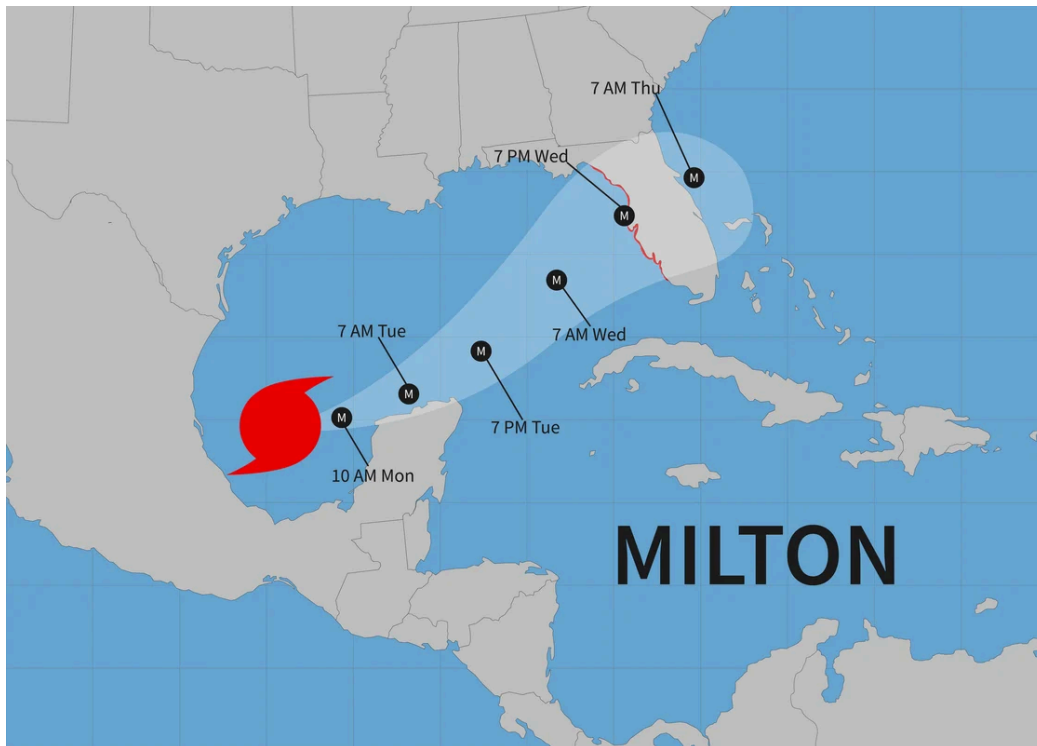 7 AM Thu
M
7 PM Wed
M
M
7 AM Wed
7 AM Tue
M
M
7 PM Tue
M
10 AM Mon
MILTON